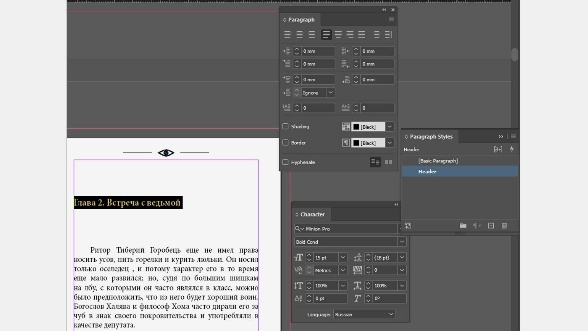 Paragraph
0 mm
0 mm
0 mm
0 mm
0 mm
0 mm
Ignore
0
0
Shading
[Black]
Border
[Black]
Hyphenate
Paragraph Styles
Header
[Basic Paragraph]
Header
Character
Minion Pro
Bold Cond
15 pt
(18 pt)
Metrics
0
100%
100%
0 pt
0°
Language: Russian
Глава 2. Встреча с ведьмой
Ритор Тиберий Горобець еще не имел права
носить усов, пить горелки и курить люльки. Он носил
только оселедец , и потому характер его в то время
еще мало развился; но, судя по большим шишкам
на лбу, с которыми он часто являлся в класс, можно
было предположить, что из него будет хороший воин.
Богослов Халява и философ Хома часто дирали его за
чуб в знак своего покровительства и употребляли в
качестве депутата.